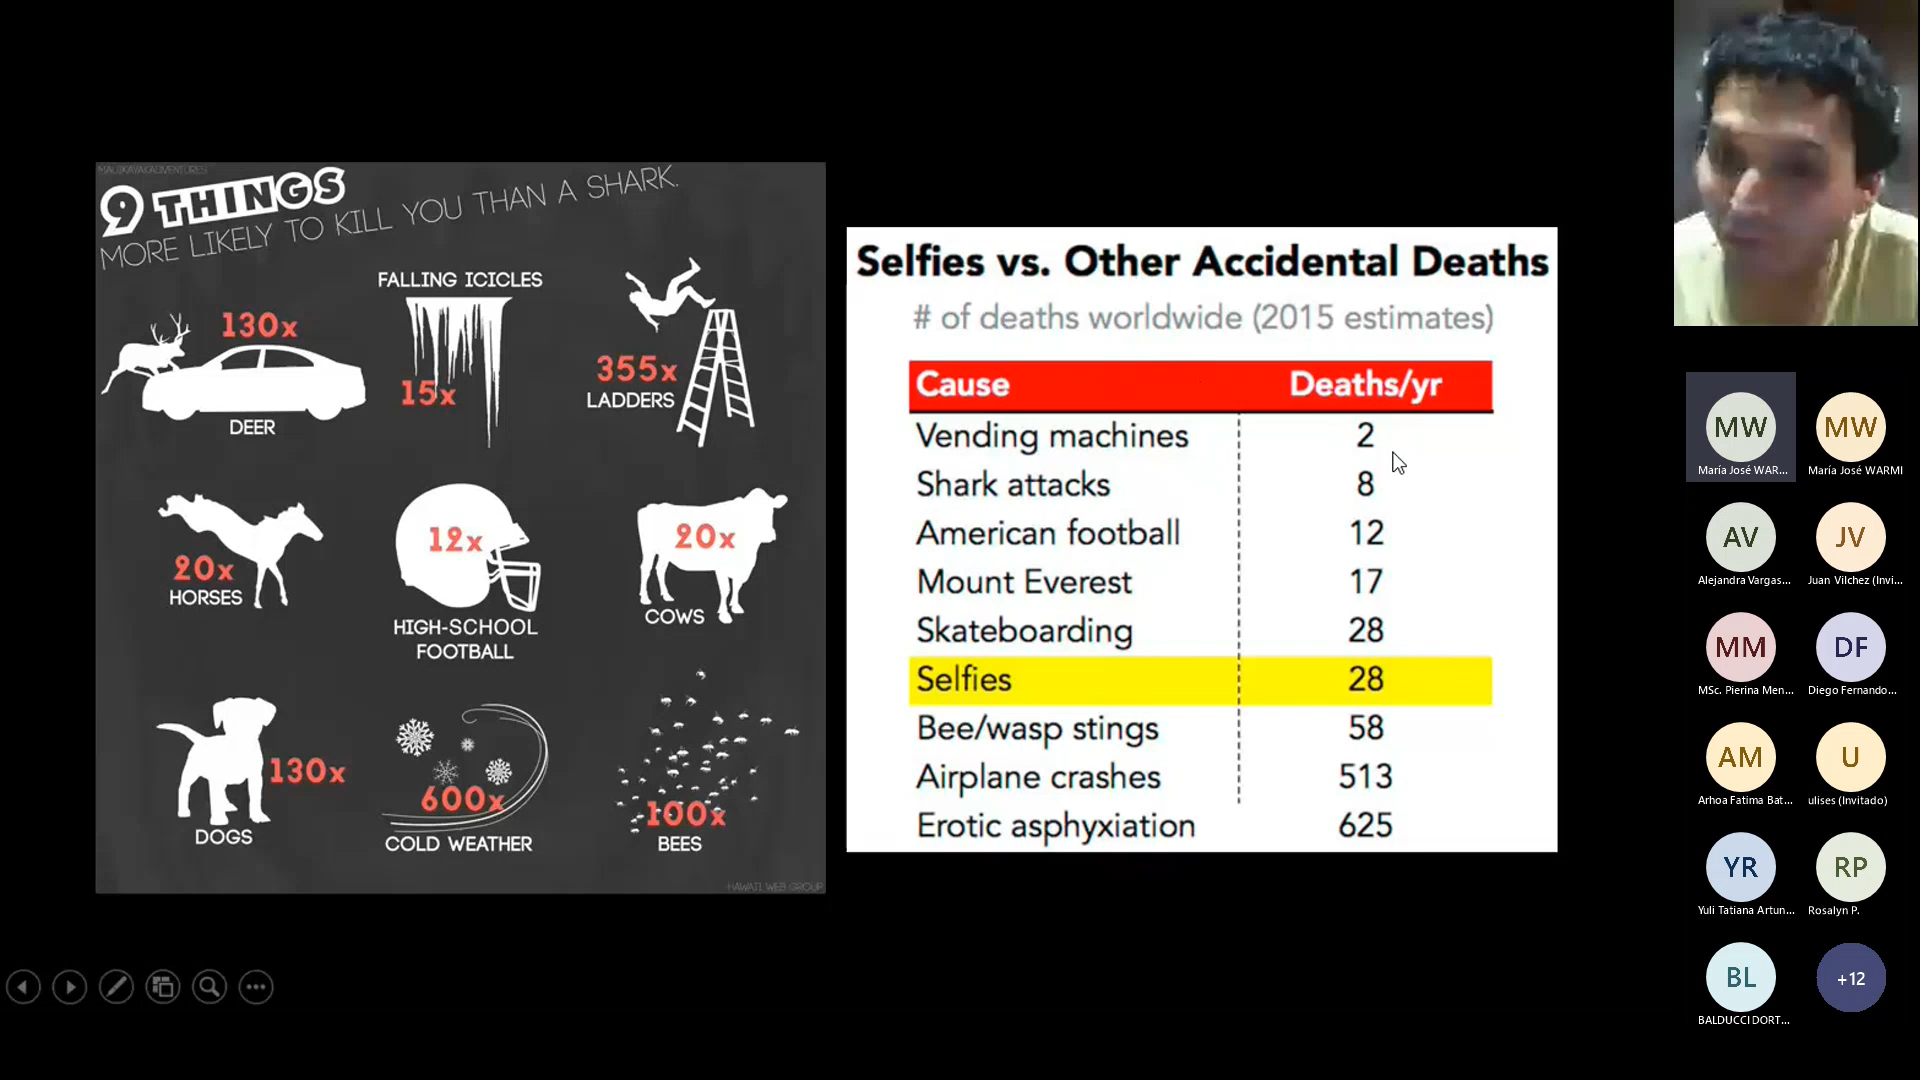 MAUIKAYAKADVENTURES
9 THINGS
MORE LIKELY TO KILL YOU THAN A SHARK.
130x
DEER
FALLING ICICLES
15x
355x
LADDERS
20x
HORSES
12x
HIGH-SCHOOL
FOOTBALL
20x
COWS
130x
DOGS
600x
COLD WEATHER
100x
BEES
HAWAII WEB GROUP
Selfies vs. Other Accidental Deaths
# of deaths worldwide (2015 estimates)
Cause Deaths/yr
Vending machines 2
Shark attacks 8
American football 12
Mount Everest 17
Skateboarding 28
Selfies 28
Bee/wasp stings 58
Airplane crashes 513
Erotic asphyxiation 625
MW MW
María José WAR... María José WARMI
AV JV
Alejandra Vargas... Juan Vilchez (Invi...
MM DF
MSc. Pierina Men... Diego Fernando...
AM U
Arhoa Fatima Bat... ulises (Invitado)
YR RP
Yuli Tatiana Artun... Rosalyn P.
BL +12
BALDUCCI DORT...